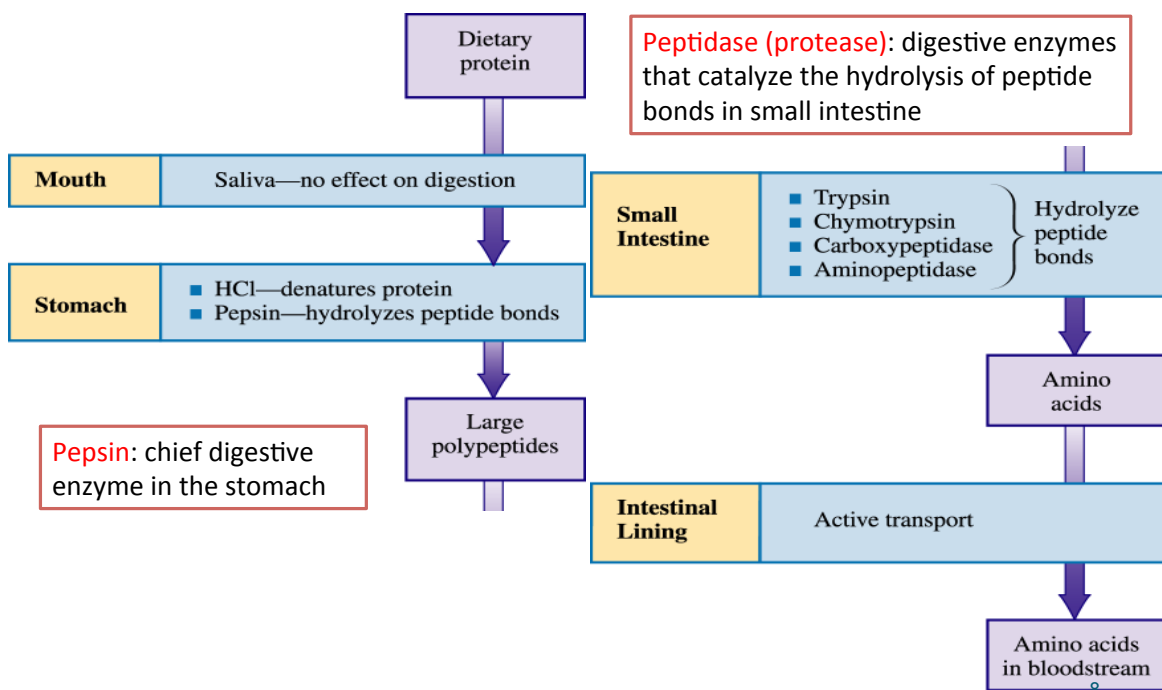 Dietary
protein
Mouth
Saliva—no effect on digestion
Stomach
■ HCl—denatures protein
■ Pepsin—hydrolyzes peptide bonds
Large
polypeptides
Pepsin: chief digestive
enzyme in the stomach
Peptidase (protease): digestive enzymes
that catalyze the hydrolysis of peptide
bonds in small intestine
Small
Intestine
■ Trypsin
■ Chymotrypsin
■ Carboxypeptidase
■ Aminopeptidase
Hydrolyze
peptide
bonds
Amino
acids
Intestinal
Lining
Active transport
Amino acids
in bloodstream